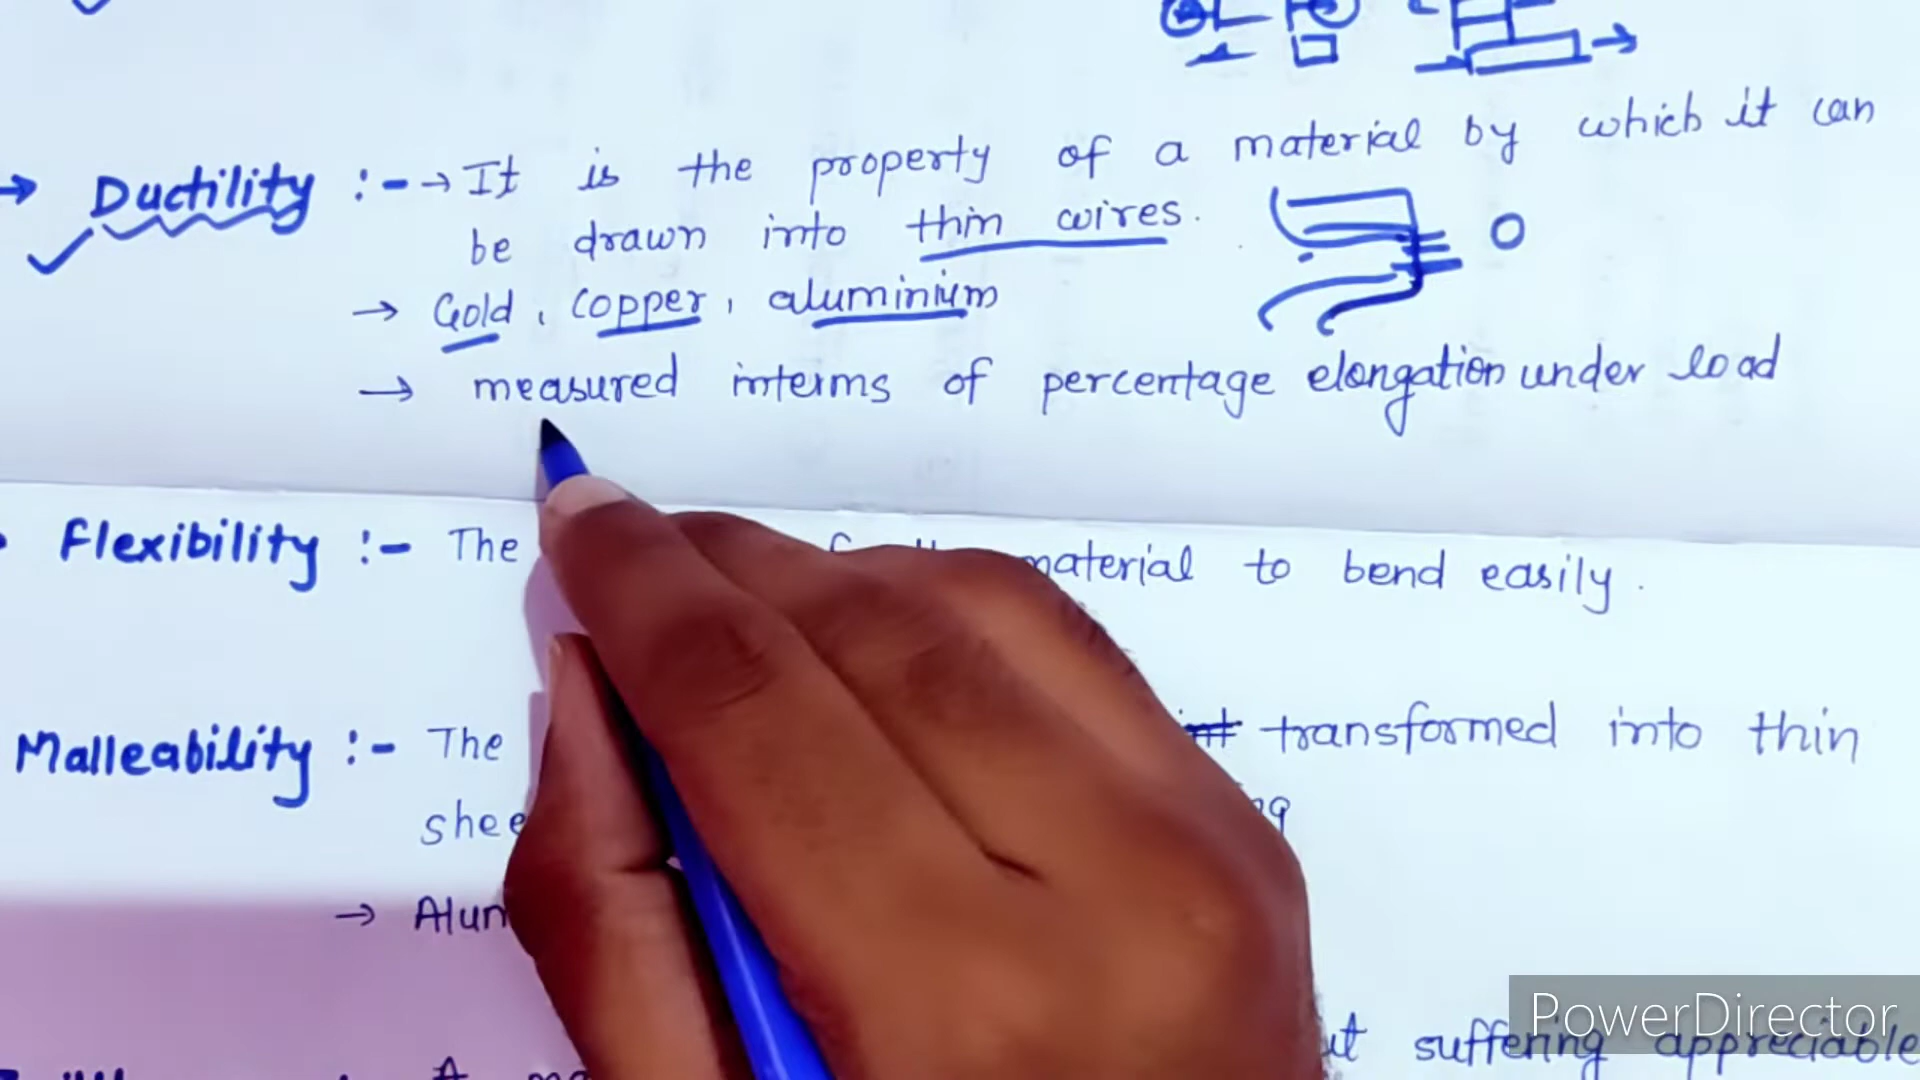 → Ductility :- → It is the property of a material by which it can
be drawn into thin wires.
→ Gold, copper, aluminium
→ measured interms of percentage elongation under load
Flexibility :- The material to bend easily.
Malleability :- The transformed into thin
→
PowerDirector
suffering appreciable
A